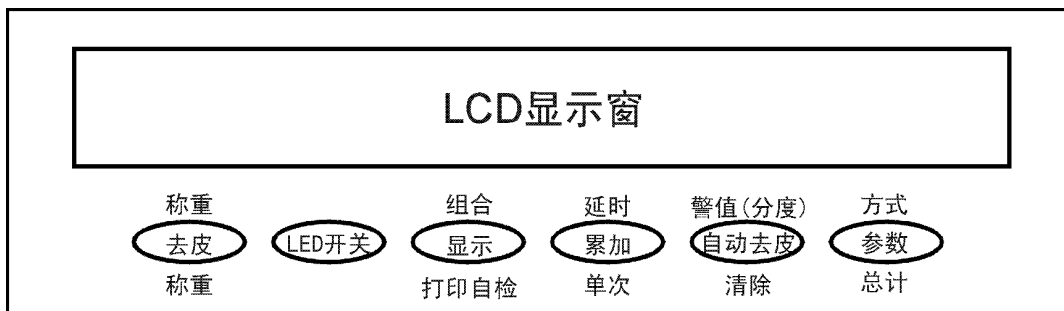 LCD显示窗
称重 组合 延时 警值(分度) 方式
去皮 LED开关 显示 累加 自动去皮 参数
称重 打印自检 单次 清除 总计